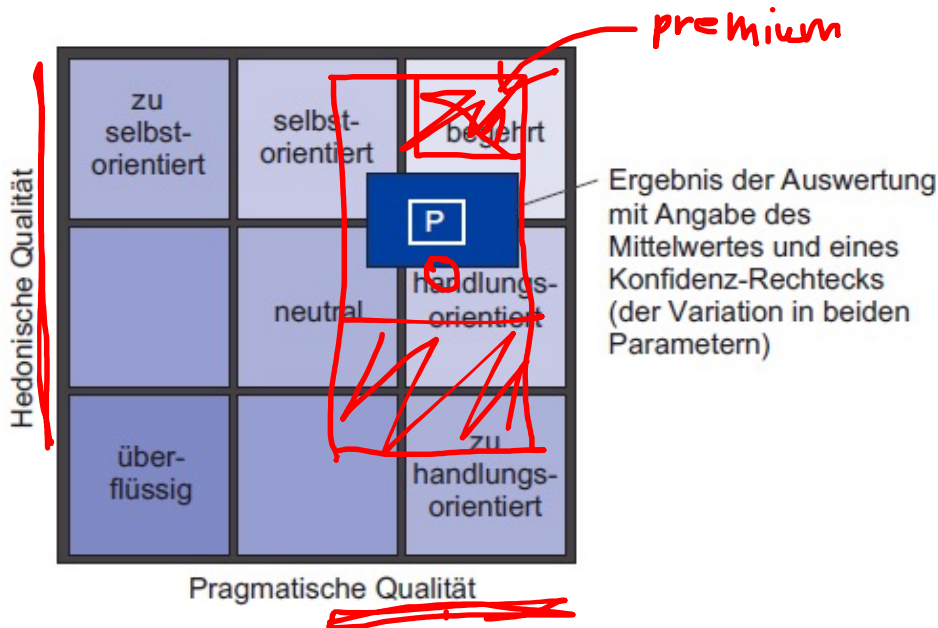 premium
zu
selbst-
orientiert
selbst-
orientiert
begehrt
Hedonische Qualität
P
Ergebnis der Auswertung
mit Angabe des
Mittelwertes und eines
Konfidenz-Rechtecks
(der Variation in beiden
Parametern)
neutral
handlungs-
orientiert
über-
flüssig
zu
handlungs-
orientiert
Pragmatische Qualität